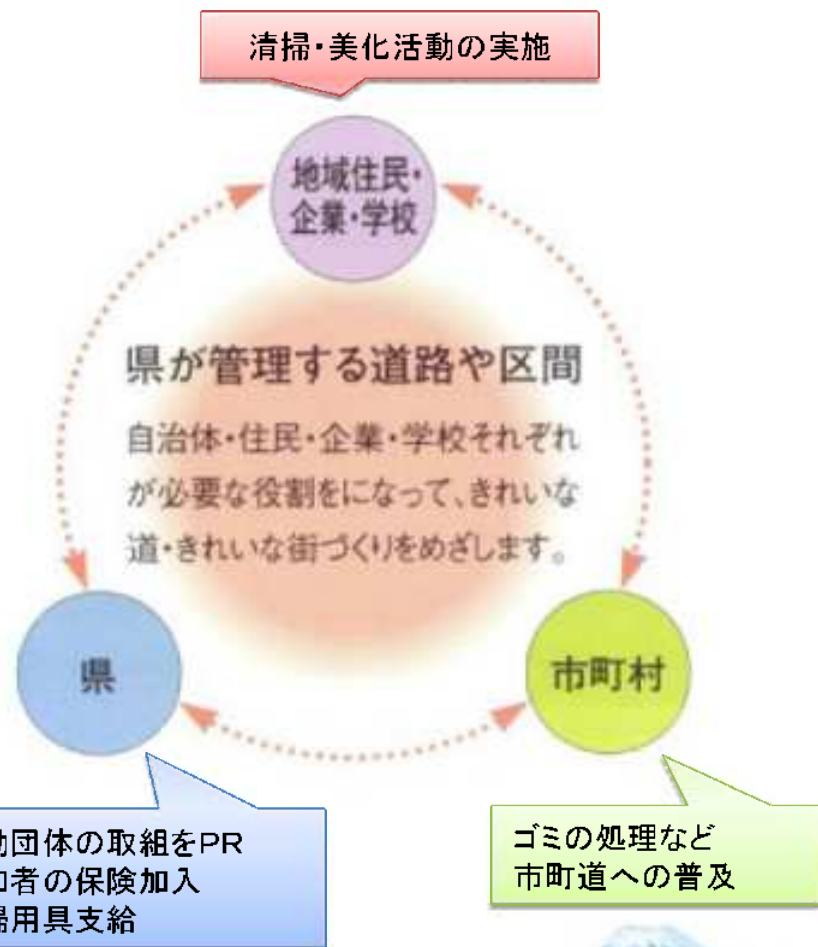 清掃・美化活動の実施
地域住民・
企業・学校
県が管理する道路や区間
自治体・住民・企業・学校それぞれ
が必要な役割をになって、きれいな
道・きれいな街づくりをめざします。
県
市町村
団体の取組をPR
者の保険加入
用具支給
ゴミの処理など
市町道への普及